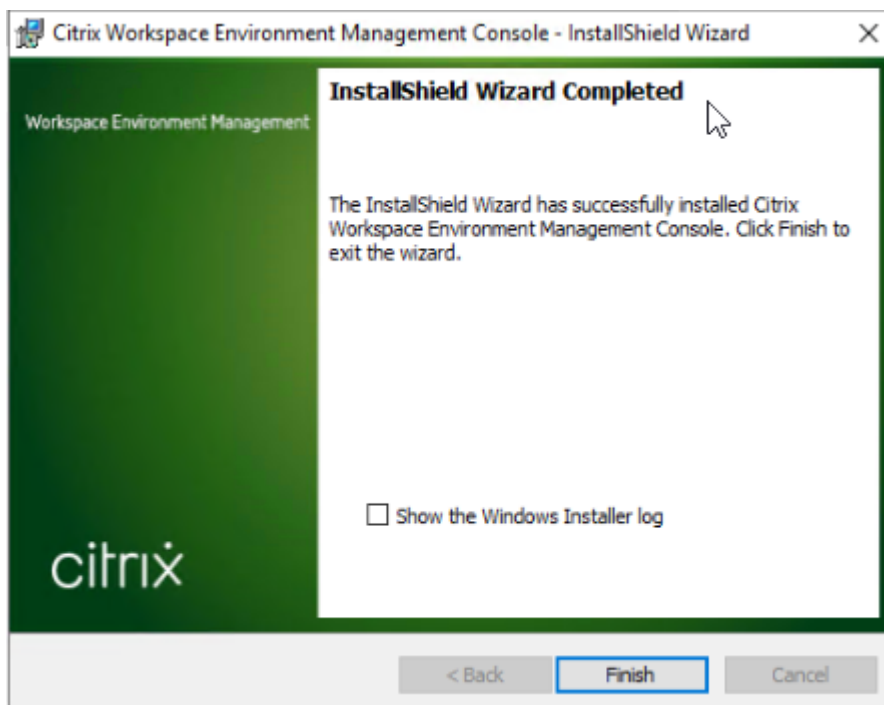 Citrix Workspace Environment Management Console - InstallShield Wizard
Workspace Environment Management
InstallShield Wizard Completed
The InstallShield Wizard has successfully installed Citrix
Workspace Environment Management Console. Click Finish to
exit the wizard.
Show the Windows Installer log
citrix
< Back
Finish
Cancel